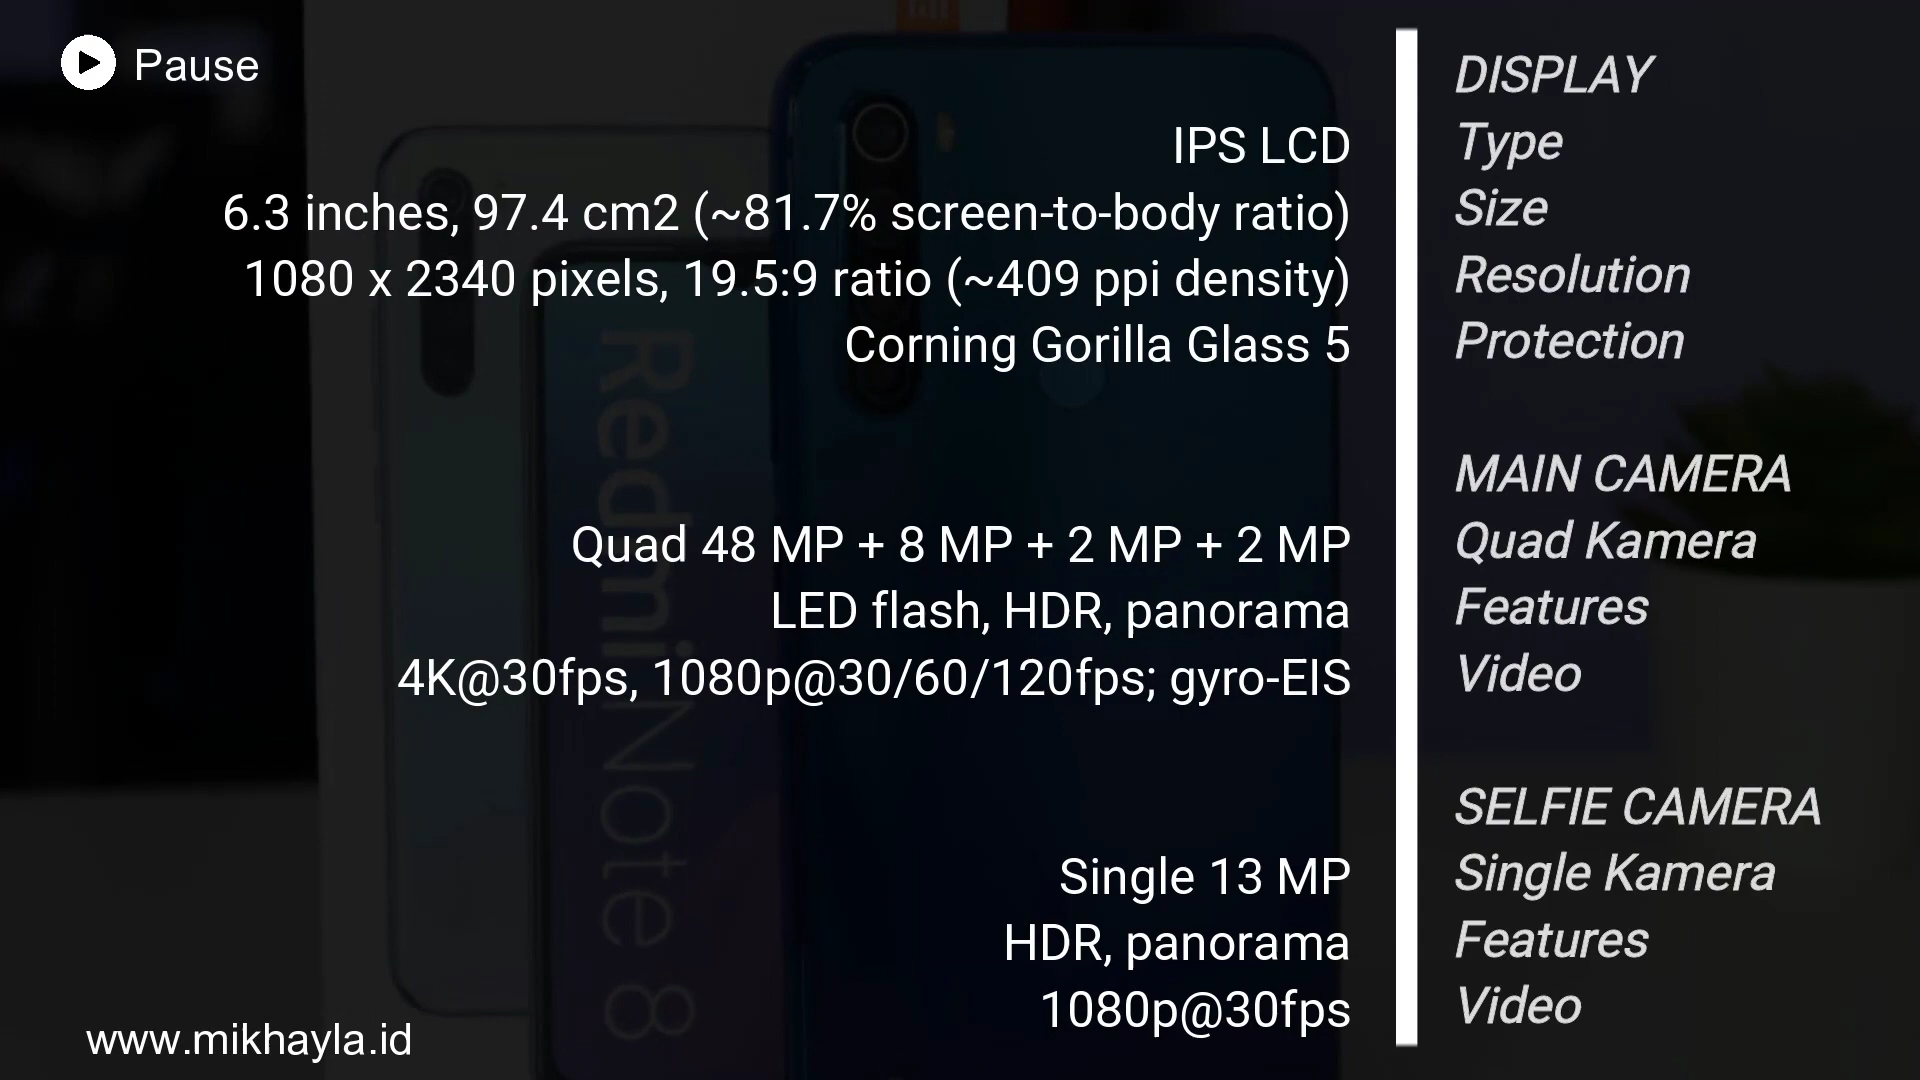 Pause
DISPLAY
IPS LCD Type
6.3 inches, 97.4 cm2 (~81.7% screen-to-body ratio) Size
1080 x 2340 pixels, 19.5:9 ratio (~409 ppi density) Resolution
Corning Gorilla Glass 5 Protection
MAIN CAMERA
Quad 48 MP + 8 MP + 2 MP + 2 MP Quad Kamera
LED flash, HDR, panorama Features
4K@30fps, 1080p@30/60/120fps; gyro-EIS Video
SELFIE CAMERA
Single 13 MP Single Kamera
HDR, panorama Features
1080p@30fps Video
Redmi Note 8
www.mikhayla.id